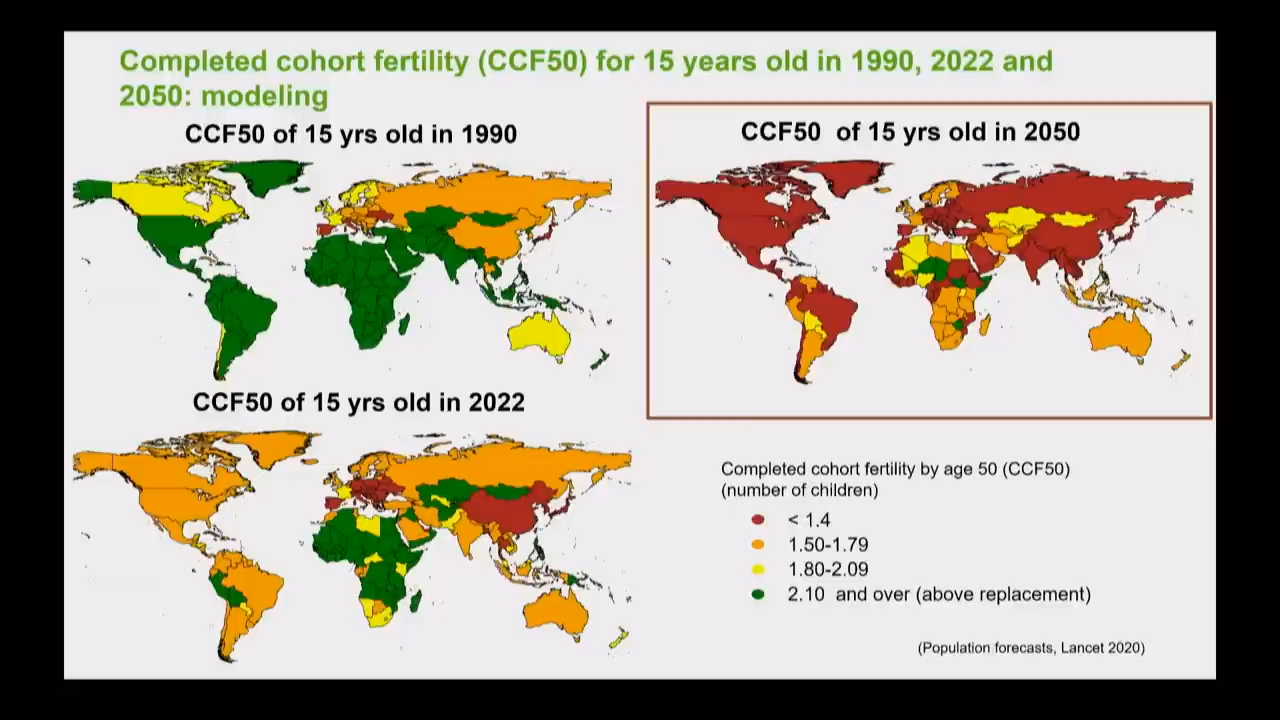 Completed cohort fertility (CCF50) for 15 years old in 1990, 2022 and
2050: modeling
CCF50 of 15 yrs old in 1990
CCF50  of 15 yrs old in 2050
CCF50 of 15 yrs old in 2022
Completed cohort fertility by age 50 (CCF50)
(number of children)
< 1.4
1.50-1.79
1.80-2.09
2.10  and over (above replacement)
(Population forecasts, Lancet 2020)